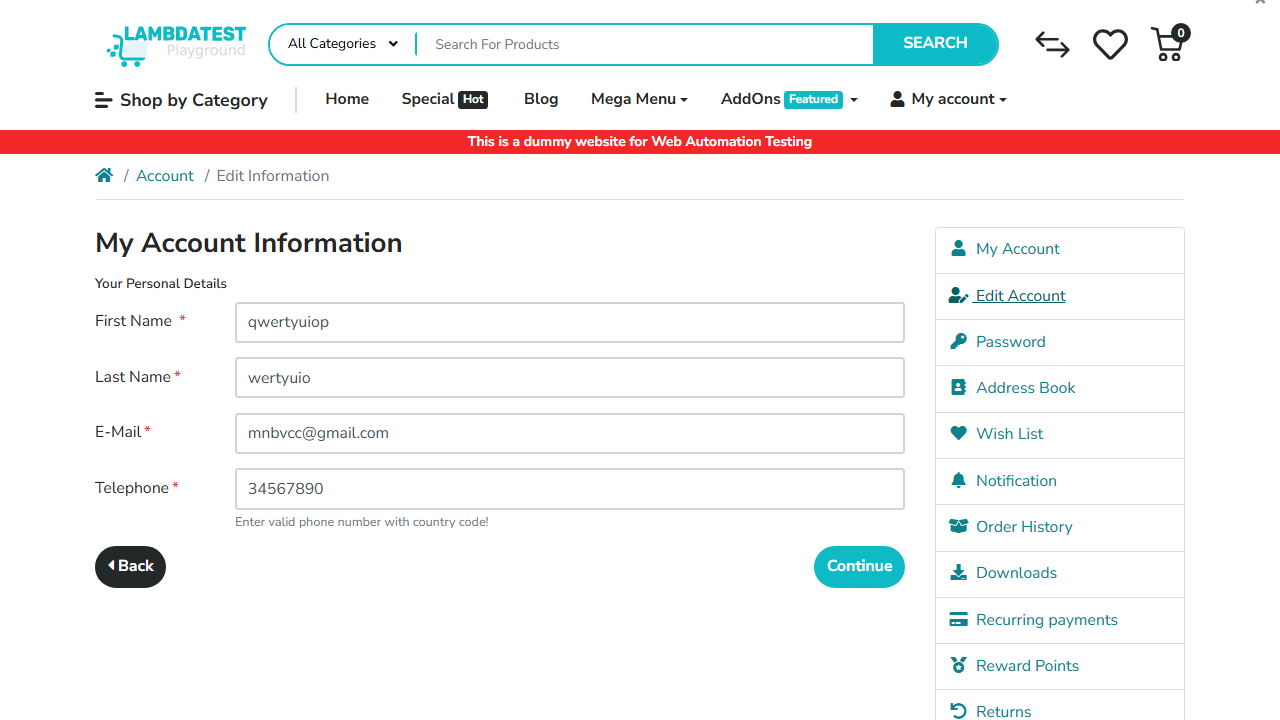 LAMBDATEST
Playground
All Categories
Search For Products
SEARCH
0
Shop by Category
Home
Special Hot
Blog
Mega Menu
AddOns Featured
My account
This is a dummy website for Web Automation Testing
/ Account / Edit Information
My Account Information
Your Personal Details
First Name *
qwertyuiop
Last Name *
wertyuio
E-Mail *
mnbvcc@gmail.com
Telephone *
34567890
Enter valid phone number with country code!
Back
Continue
My Account
Edit Account
Password
Address Book
Wish List
Notification
Order History
Downloads
Recurring payments
Reward Points
Returns